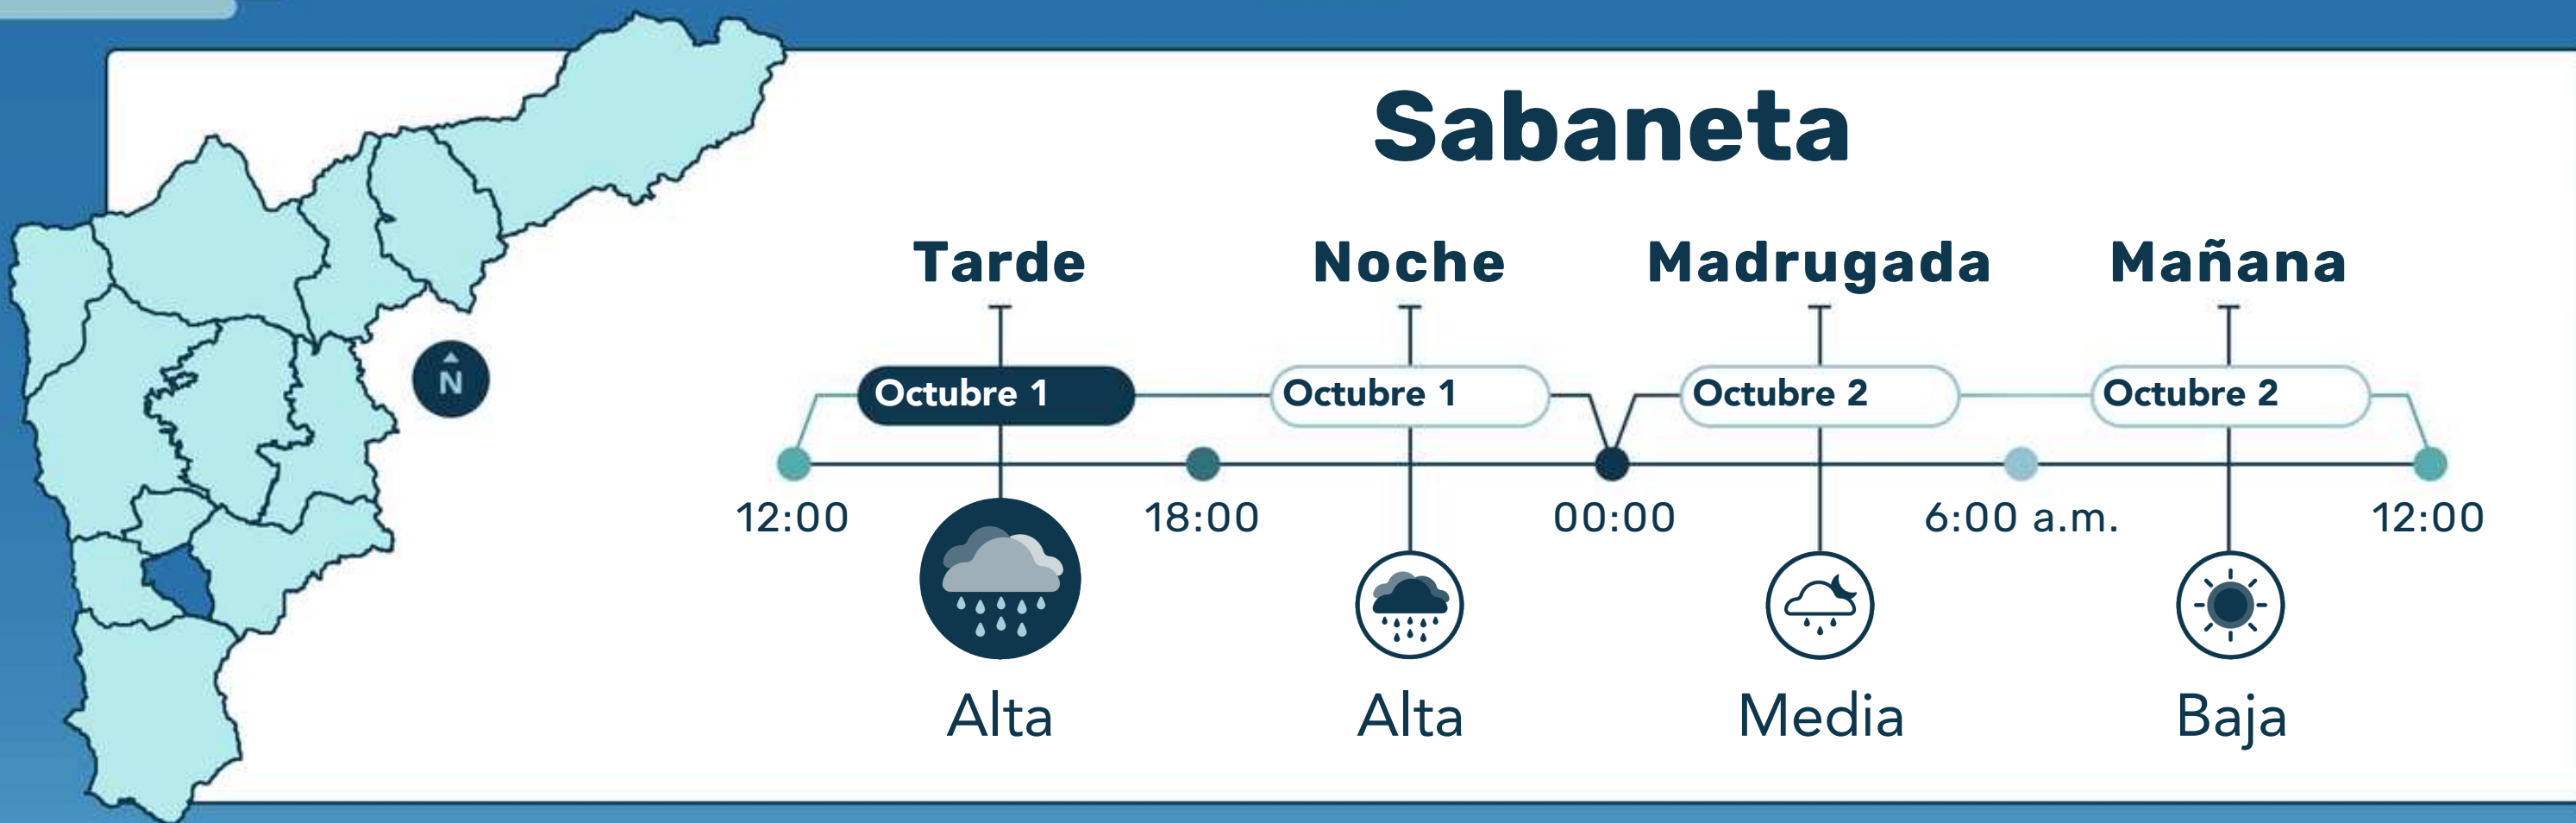 Sabaneta
Tarde Noche Madrugada Mañana
N
Octubre 1 Octubre 1 Octubre 2 Octubre 2
12:00 18:00 00:00 6:00 a.m. 12:00
Alta Alta Media Baja